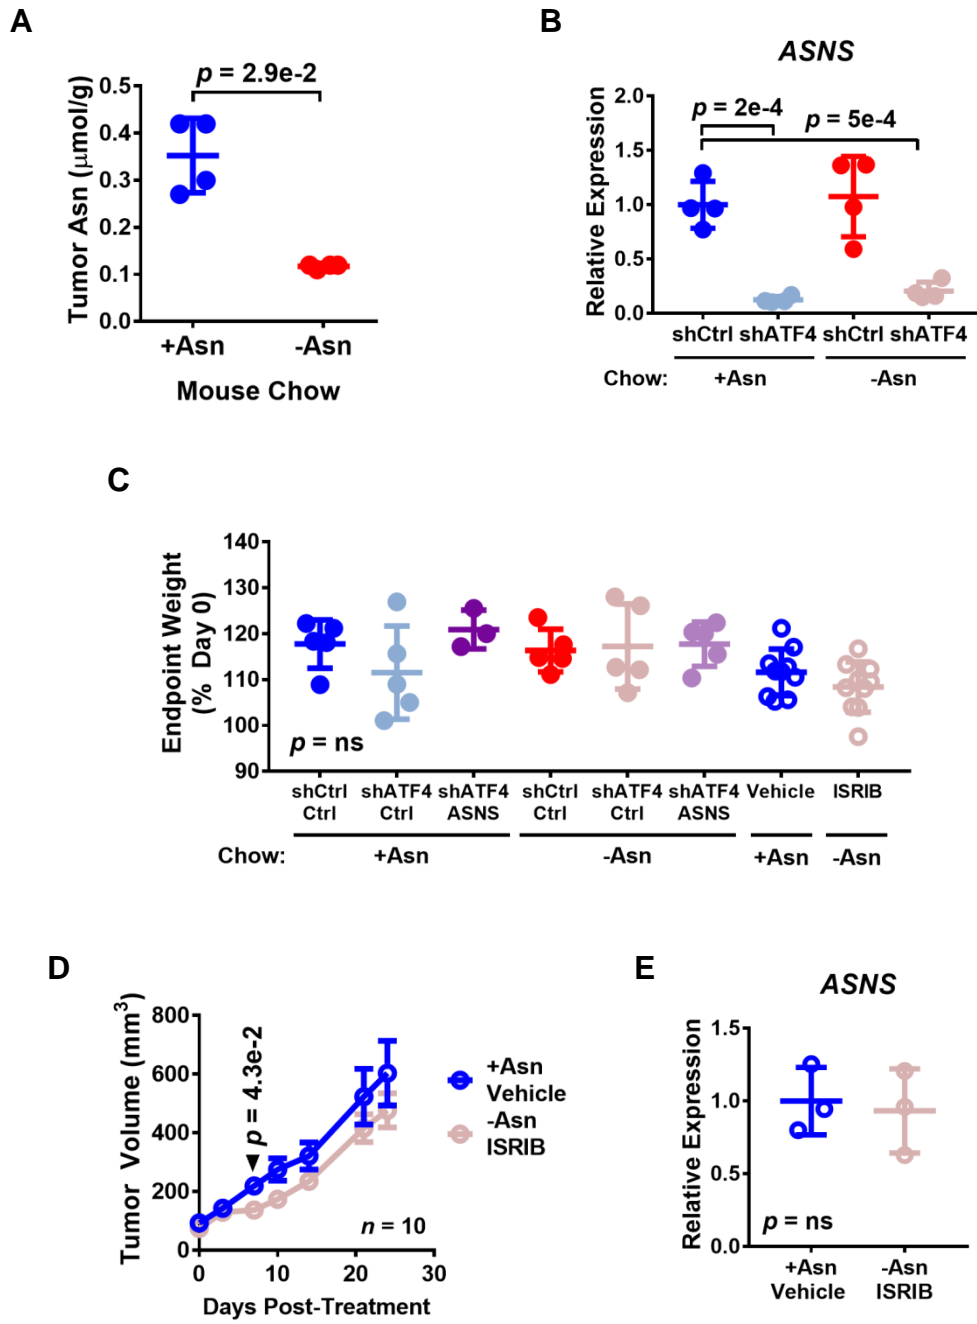 A
p = 2.9e-2
Tumor Asn (μmol/g)
0.5
0.4
0.3
0.2
0.1
0.0
+Asn
-Asn
Mouse Chow
B
ASNS
p = 2e-4
p = 5e-4
Relative Expression
2.0
1.5
1.0
0.5
0.0
shCtrl shATF4 shCtrl shATF4
Chow: +Asn -Asn
C
Endpoint Weight
(% Day 0)
140
130
120
110
100
90
p = ns
shCtrl shATF4 shATF4 shCtrl shATF4 shATF4 Vehicle ISRIB
Ctrl Ctrl ASNS Ctrl Ctrl ASNS
Chow: +Asn -Asn +Asn -Asn
D
Tumor Volume (mm³)
800
600
400
200
0
p = 4.3e-2
n = 10
0 10 20 30
Days Post-Treatment
+Asn
Vehicle
-Asn
ISRIB
E
ASNS
Relative Expression
1.5
1.0
0.5
0.0
p = ns
+Asn -Asn
Vehicle ISRIB